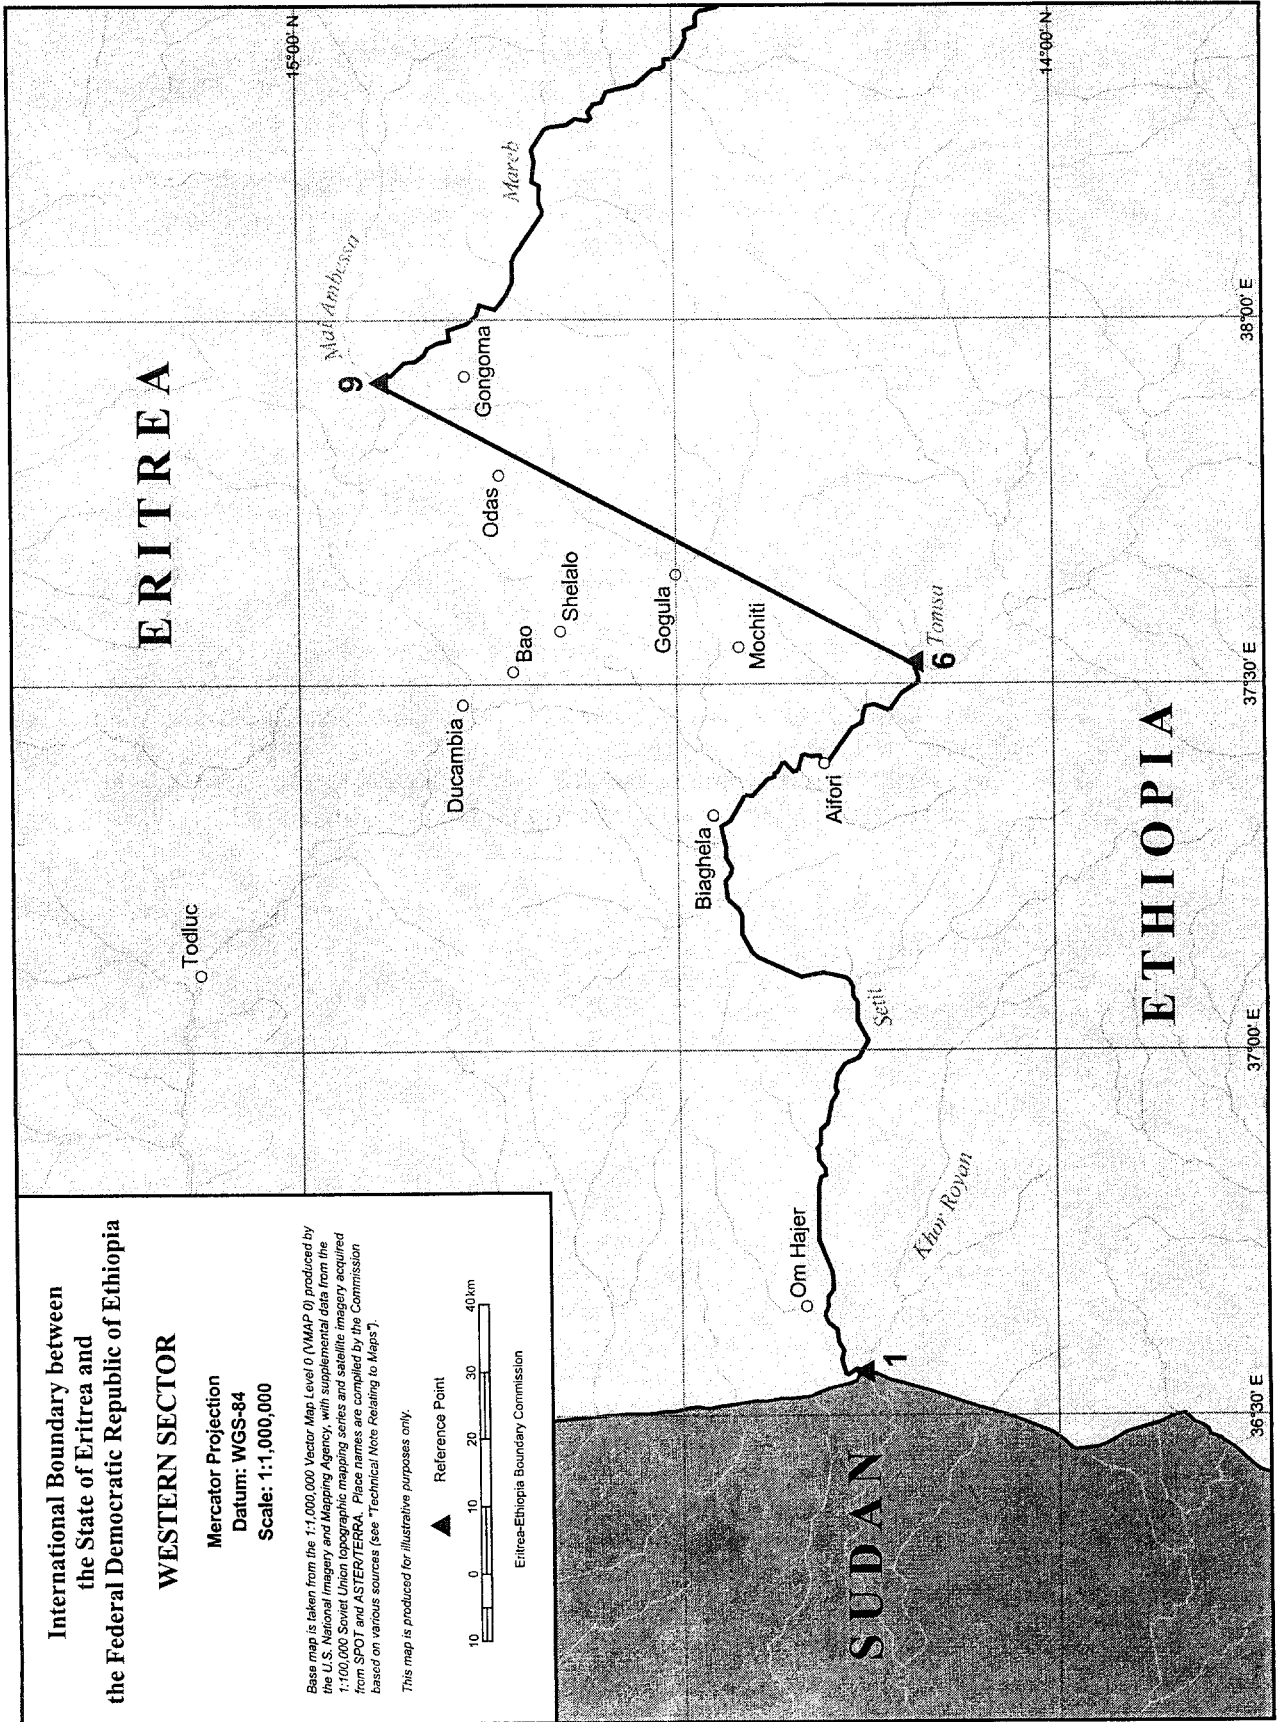 International Boundary between
the State of Eritrea and
the Federal Democratic Republic of Ethiopia
WESTERN SECTOR
Mercator Projection
Datum: WGS-84
Scale: 1:1,000,000
Base map is taken from the 1:1,000,000 Vector Map Level 0 (VMAP 0) produced by
the U.S. National Imagery and Mapping Agency, with supplemental data from the
1:100,000 Soviet Union topographic mapping series and satellite imagery acquired
from SPOT and ASTER/TERRA. Place names are compiled by the Commission
based on various sources (see "Technical Note Relating to Maps").
This map is produced for illustrative purposes only.
Reference Point
10 0 10 20 30 40km
Eritrea-Ethiopia Boundary Commission
ERITREA
15°00' N
Todluc
Mai Ambessa
9
Gongoma
Mareb
Ducambia
Bao
Odas
Shelalo
Gogula
Mochiti
Biaghela
Aifori
Om Hajer
Setit
6
Tomsa
1
Khor Royan
SUDAN
14°00' N
ETHIOPIA
36°30' E
37°00' E
37°30' E
38°00' E